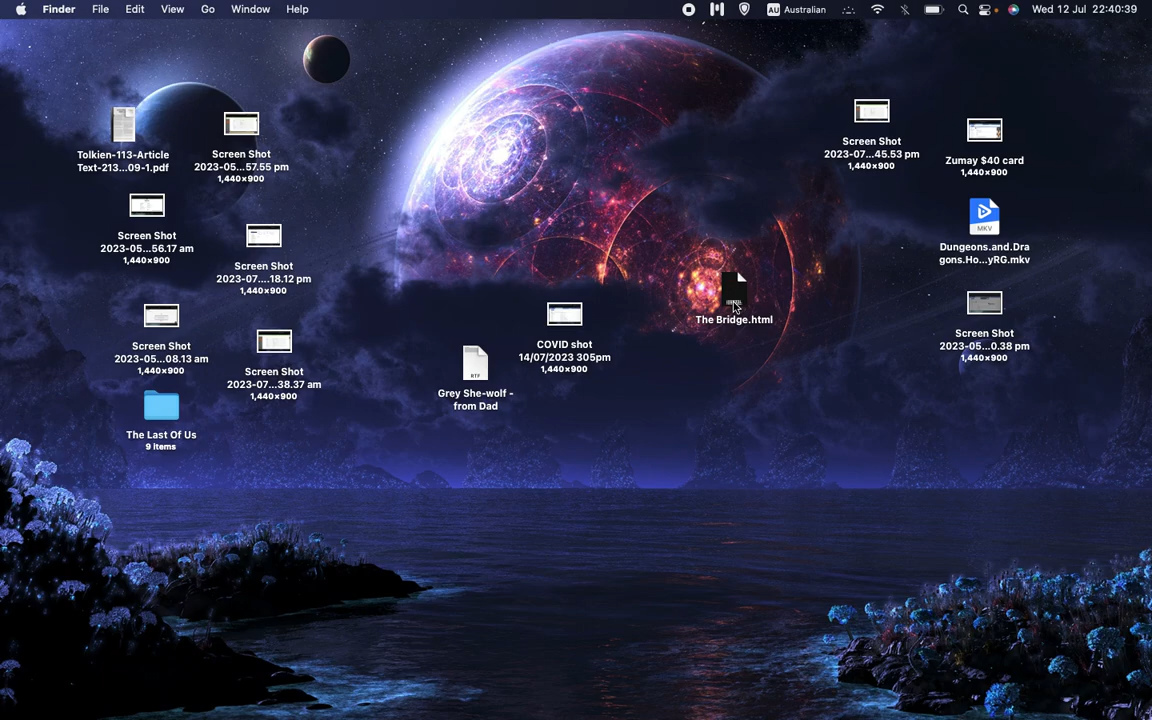 Finder File Edit View Go Window Help AU Australian Wed 12 Jul 22:40:39
Tolkien-113-Article
Text-213...09-1.pdf
Screen Shot
2023-05...57.55 pm
1,440×900
Screen Shot
2023-07...45.53 pm
1,440×900
Zumay $40 card
1,440×900
Screen Shot
2023-05...56.17 am
1,440×900
Screen Shot
2023-07....18.12 pm
1,440×900
MKV
Dungeons.and.Dra
gons.Ho...yRG.mkv
The Bridge.html
Screen Shot
2023-05...08.13 am
1,440×900
Screen Shot
2023-07...38.37 am
1,440×900
COVID shot
14/07/2023 305pm
1,440×900
Screen Shot
2023-05...0.38 pm
1,440×900
RTF
Grey She-wolf -
from Dad
The Last Of Us
9 items